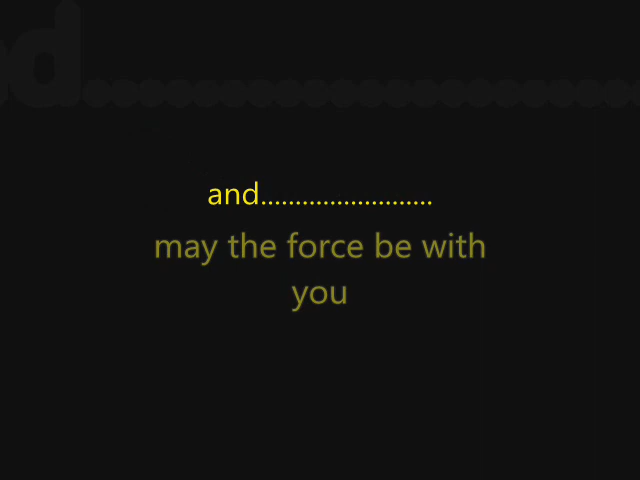 and.........................
may the force be with
you